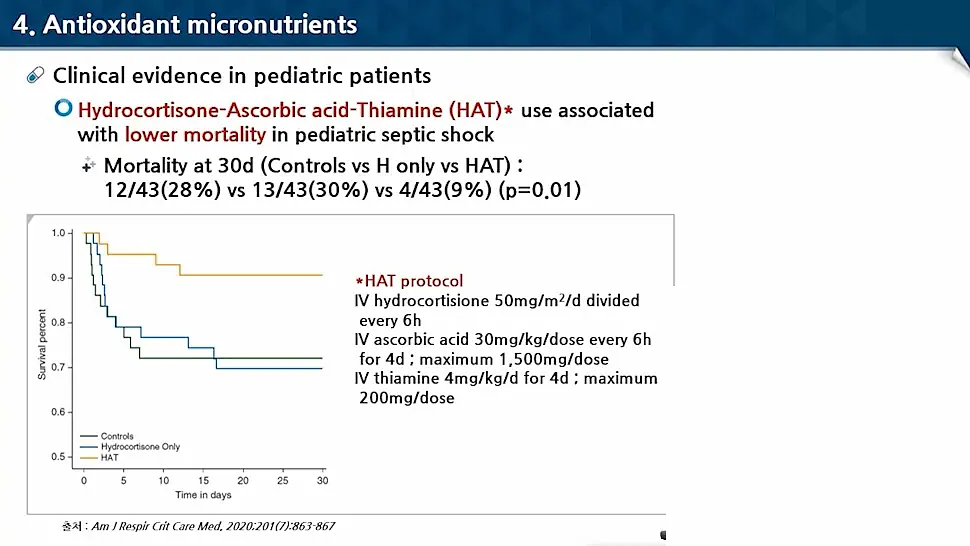 4. Antioxidant micronutrients
Clinical evidence in pediatric patients
Hydrocortisone-Ascorbic acid-Thiamine (HAT)* use associated
with lower mortality in pediatric septic shock
Mortality at 30d (Controls vs H only vs HAT) :
12/43(28%) vs 13/43(30%) vs 4/43(9%) (p=0.01)
1.0
0.9
0.8
0.7
0.6
0.5
Survival percent
Controls
Hydrocortisone Only
HAT
0 5 10 15 20 25 30
Time in days
*HAT protocol
IV hydrocortisione 50mg/m²/d divided
every 6h
IV ascorbic acid 30mg/kg/dose every 6h
for 4d ; maximum 1,500mg/dose
IV thiamine 4mg/kg/d for 4d ; maximum
200mg/dose
출처 : Am J Respir Crit Care Med. 2020;201(7):863-867